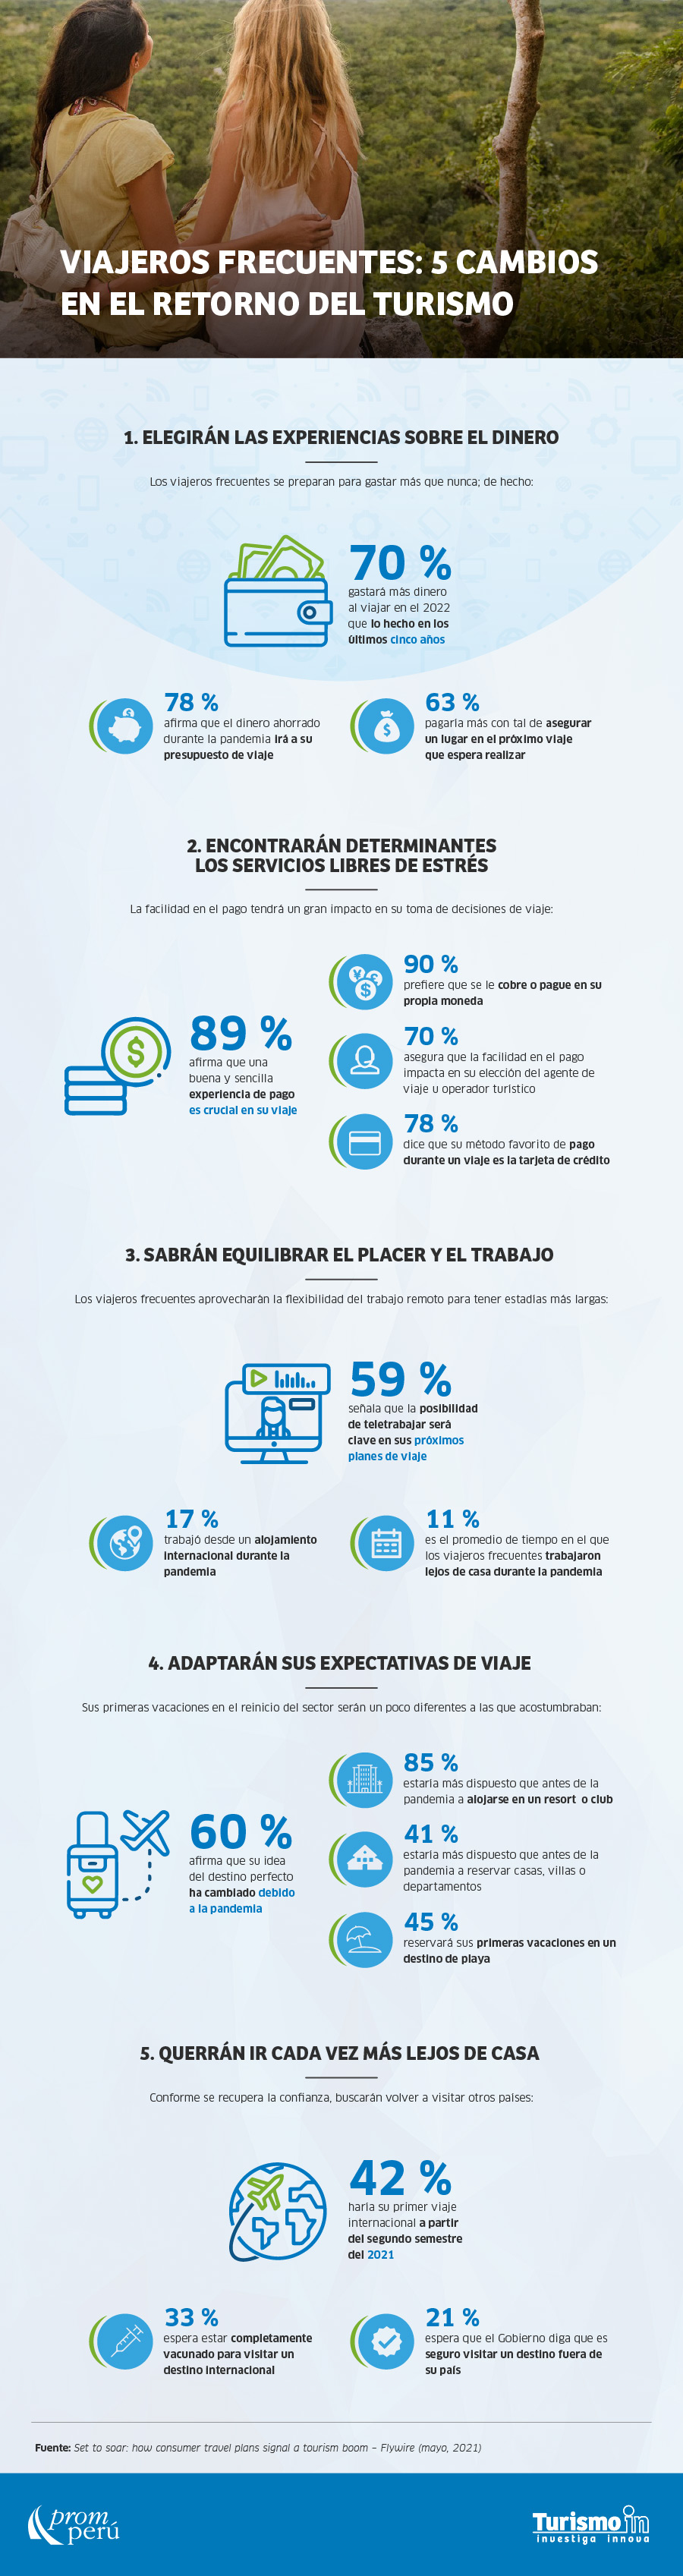 VIAJEROS FRECUENTES: 5 CAMBIOS
EN EL RETORNO DEL TURISMO
1. ELEGIRÁN LAS EXPERIENCIAS SOBRE EL DINERO
Los viajeros frecuentes se preparan para gastar más que nunca; de hecho:
70 %
gastará más dinero
al viajar en el 2022
que lo hecho en los
últimos cinco años
78 %
afirma que el dinero ahorrado
durante la pandemia irá a su
presupuesto de viaje
63 %
pagaría más con tal de asegurar
un lugar en el próximo viaje
que espera realizar
2. ENCONTRARÁN DETERMINANTES
LOS SERVICIOS LIBRES DE ESTRÉS
La facilidad en el pago tendrá un gran impacto en su toma de decisiones de viaje:
89 %
afirma que una
buena y sencilla
experiencia de pago
es crucial en su viaje
90 %
prefiere que se le cobre o pague en su
propia moneda
70 %
asegura que la facilidad en el pago
impacta en su elección del agente de
viaje u operador turístico
78 %
dice que su método favorito de pago
durante un viaje es la tarjeta de crédito
3. SABRÁN EQUILIBRAR EL PLACER Y EL TRABAJO
Los viajeros frecuentes aprovecharán la flexibilidad del trabajo remoto para tener estadías más largas:
59 %
señala que la posibilidad
de teletrabajar será
clave en sus próximos
planes de viaje
17 %
trabajó desde un alojamiento
internacional durante la
pandemia
11 %
es el promedio de tiempo en el que
los viajeros frecuentes trabajaron
lejos de casa durante la pandemia
4. ADAPTARÁN SUS EXPECTATIVAS DE VIAJE
Sus primeras vacaciones en el reinicio del sector serán un poco diferentes a las que acostumbraban:
60 %
afirma que su idea
del destino perfecto
ha cambiado debido
a la pandemia
85 %
estaría más dispuesto que antes de la
pandemia a alojarse en un resort o club
41 %
estaría más dispuesto que antes de la
pandemia a reservar casas, villas o
departamentos
45 %
reservará sus primeras vacaciones en un
destino de playa
5. QUERRÁN IR CADA VEZ MÁS LEJOS DE CASA
Conforme se recupera la confianza, buscarán volver a visitar otros países:
42 %
haría su primer viaje
internacional a partir
del segundo semestre
del 2021
33 %
espera estar completamente
vacunado para visitar un
destino internacional
21 %
espera que el Gobierno diga que es
seguro visitar un destino fuera de
su país
Fuente: Set to soar: how consumer travel plans signal a tourism boom – Flywire (mayo, 2021)
prom
perú
Turismo in
investiga innova